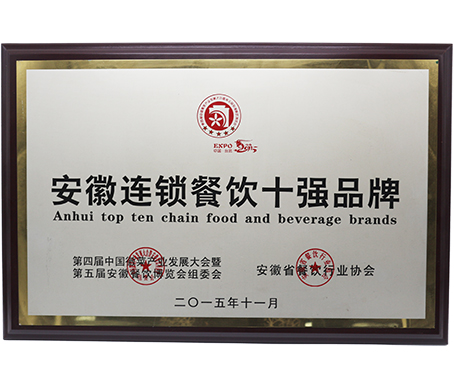 EXPO
安徽连锁餐饮十强品牌
Anhui top ten chain food and beverage brands
第四届中国徽菜产业发展大会暨
第五届安徽餐饮博览会组委会
安徽省餐饮行业协会
二〇一五年十一月